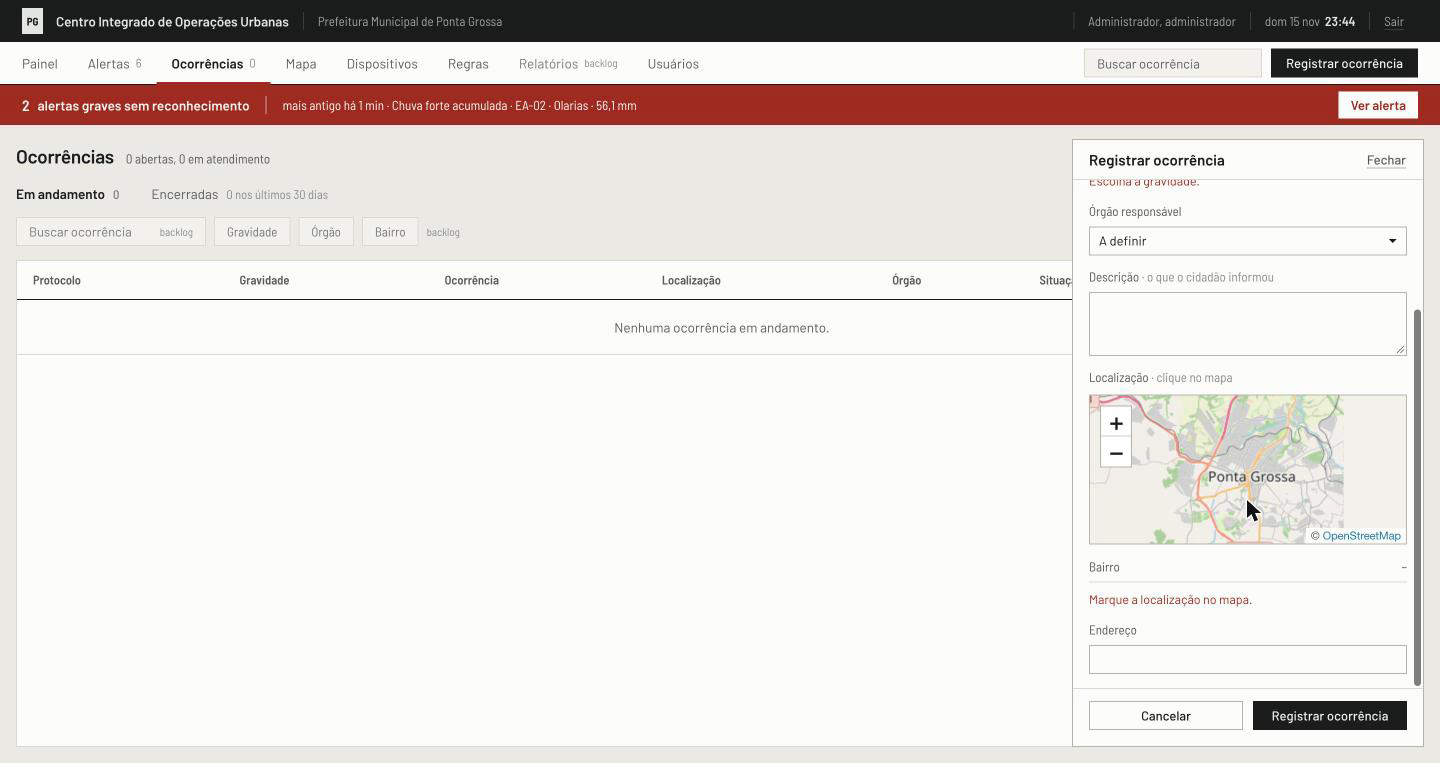 PG Centro Integrado de Operações Urbanas Prefeitura Municipal de Ponta Grossa Administrador, administrador dom 15 nov 23:44 Sair
Painel Alertas 6 Ocorrências 0 Mapa Dispositivos Regras Relatórios backlog Usuários Buscar ocorrência Registrar ocorrência
2 alertas graves sem reconhecimento mais antigo há 1 min · Chuva forte acumulada · EA-02 · Olarias · 56,1 mm Ver alerta
Ocorrências 0 abertas, 0 em atendimento
Em andamento 0 Encerradas 0 nos últimos 30 dias
Buscar ocorrência backlog Gravidade Órgão Bairro backlog
Protocolo Gravidade Ocorrência Localização Órgão Situaç
Nenhuma ocorrência em andamento.
Registrar ocorrência Fechar
Escolha a gravidade.
Órgão responsável
A definir
Descrição · o que o cidadão informou
Localização · clique no mapa
+
−
Ponta Grossa
© OpenStreetMap
Bairro –
Marque a localização no mapa.
Endereço
Cancelar Registrar ocorrência